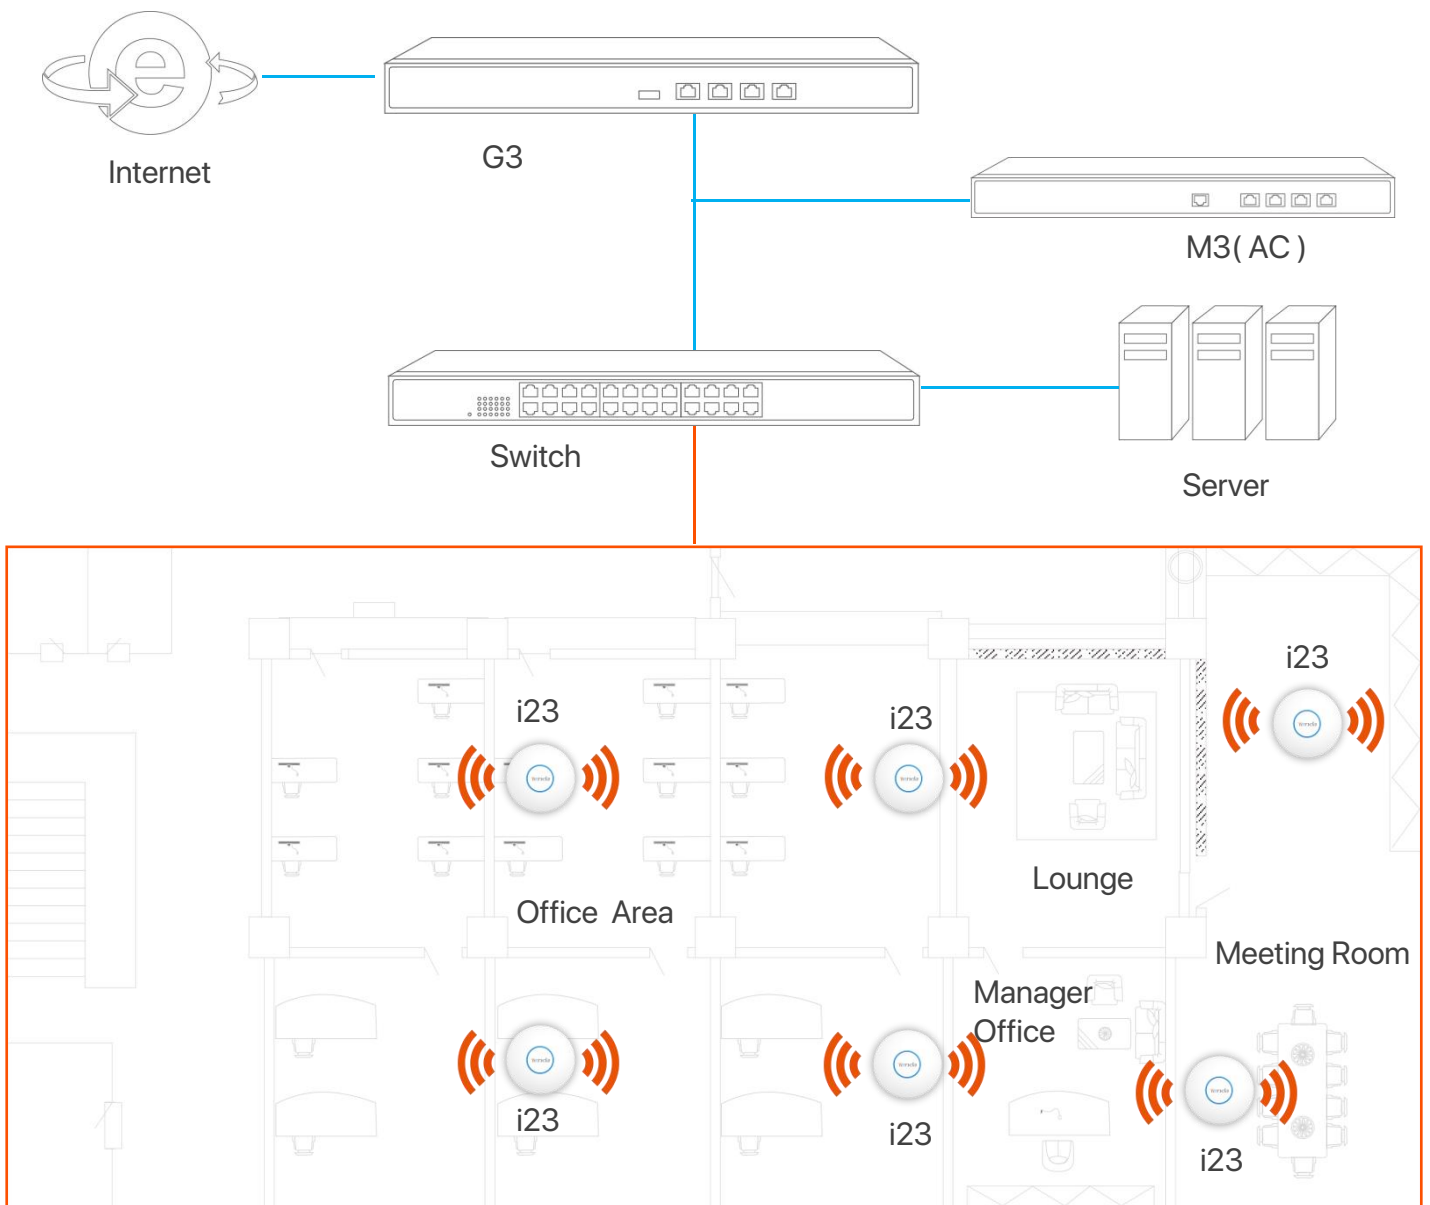 Internet
G3
M3( AC )
Switch
Server
i23
i23
i23
Lounge
Office Area
Meeting Room
Manager
Office
i23
i23
i23